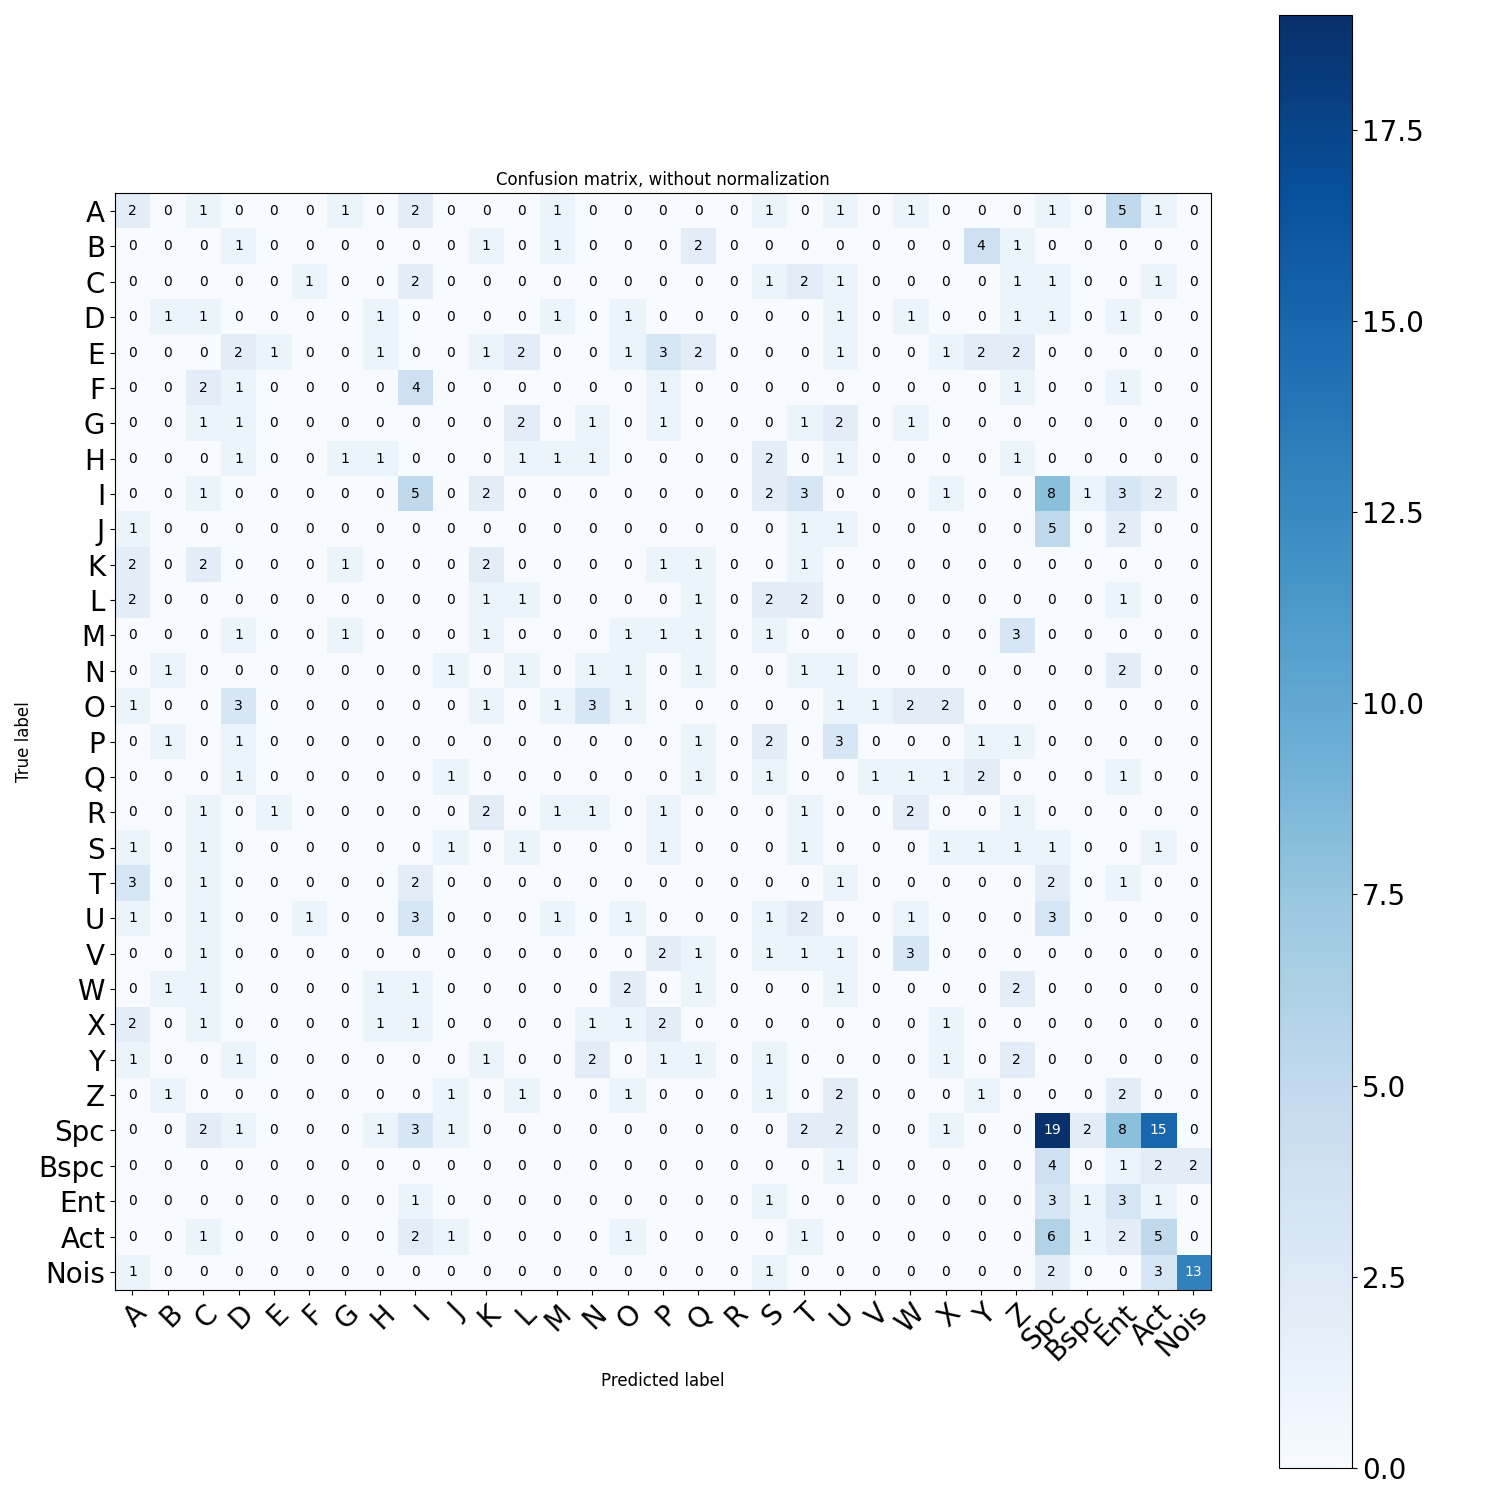 Confusion matrix, without normalization
True label
A 2 0 1 0 0 0 1 0 2 0 0 0 1 0 0 0 0 0 1 0 1 0 1 0 0 0 1 0 5 1 0
B 0 0 0 1 0 0 0 0 0 0 1 0 1 0 0 0 2 0 0 0 0 0 0 0 4 1 0 0 0 0 0
C 0 0 0 0 0 1 0 0 2 0 0 0 0 0 0 0 0 0 1 2 1 0 0 0 0 1 1 0 0 1 0
D 0 1 1 0 0 0 0 1 0 0 0 0 1 0 1 0 0 0 0 0 1 0 1 0 0 1 1 0 1 0 0
E 0 0 0 2 1 0 0 1 0 0 1 2 0 0 1 3 2 0 0 0 1 0 0 1 2 2 0 0 0 0 0
F 0 0 2 1 0 0 0 0 4 0 0 0 0 0 0 1 0 0 0 0 0 0 0 0 0 1 0 0 1 0 0
G 0 0 1 1 0 0 0 0 0 0 0 2 0 1 0 1 0 0 0 1 2 0 1 0 0 0 0 0 0 0 0
H 0 0 0 1 0 0 1 1 0 0 0 1 1 1 0 0 0 0 2 0 1 0 0 0 0 1 0 0 0 0 0
I 0 0 1 0 0 0 0 0 5 0 2 0 0 0 0 0 0 0 2 3 0 0 0 1 0 0 8 1 3 2 0
J 1 0 0 0 0 0 0 0 0 0 0 0 0 0 0 0 0 0 0 1 1 0 0 0 0 0 5 0 2 0 0
K 2 0 2 0 0 0 1 0 0 0 2 0 0 0 0 1 1 0 0 1 0 0 0 0 0 0 0 0 0 0 0
L 2 0 0 0 0 0 0 0 0 0 1 1 0 0 0 0 1 0 2 2 0 0 0 0 0 0 0 0 1 0 0
M 0 0 0 1 0 0 1 0 0 0 1 0 0 0 1 1 1 0 1 0 0 0 0 0 0 3 0 0 0 0 0
N 0 1 0 0 0 0 0 0 0 1 0 1 0 1 1 0 1 0 0 1 1 0 0 0 0 0 0 0 2 0 0
O 1 0 0 3 0 0 0 0 0 0 1 0 1 3 1 0 0 0 0 0 1 1 2 2 0 0 0 0 0 0 0
P 0 1 0 1 0 0 0 0 0 0 0 0 0 0 0 0 1 0 2 0 3 0 0 0 1 1 0 0 0 0 0
Q 0 0 0 1 0 0 0 0 0 1 0 0 0 0 0 0 1 0 1 0 0 1 1 1 2 0 0 0 1 0 0
R 0 0 1 0 1 0 0 0 0 0 2 0 1 1 0 1 0 0 0 1 0 0 2 0 0 1 0 0 0 0 0
S 1 0 1 0 0 0 0 0 0 1 0 1 0 0 0 1 0 0 0 1 0 0 0 1 1 1 1 0 0 1 0
T 3 0 1 0 0 0 0 0 2 0 0 0 0 0 0 0 0 0 0 0 1 0 0 0 0 0 2 0 1 0 0
U 1 0 1 0 0 1 0 0 3 0 0 0 1 0 1 0 0 0 1 2 0 0 1 0 0 0 3 0 0 0 0
V 0 0 1 0 0 0 0 0 0 0 0 0 0 0 0 2 1 0 1 1 1 0 3 0 0 0 0 0 0 0 0
W 0 1 1 0 0 0 0 1 1 0 0 0 0 0 2 0 1 0 0 0 1 0 0 0 0 2 0 0 0 0 0
X 2 0 1 0 0 0 0 1 1 0 0 0 0 1 1 2 0 0 0 0 0 0 0 1 0 0 0 0 0 0 0
Y 1 0 0 1 0 0 0 0 0 0 1 0 0 2 0 1 1 0 1 0 0 0 0 1 0 2 0 0 0 0 0
Z 0 1 0 0 0 0 0 0 0 1 0 1 0 0 1 0 0 0 1 0 2 0 0 0 1 0 0 0 2 0 0
Spc 0 0 2 1 0 0 0 1 3 1 0 0 0 0 0 0 0 0 0 2 2 0 0 1 0 0 19 2 8 15 0
Bspc 0 0 0 0 0 0 0 0 0 0 0 0 0 0 0 0 0 0 0 0 1 0 0 0 0 0 4 0 1 2 2
Ent 0 0 0 0 0 0 0 0 1 0 0 0 0 0 0 0 0 0 1 0 0 0 0 0 0 0 3 1 3 1 0
Act 0 0 1 0 0 0 0 0 2 1 0 0 0 0 1 0 0 0 0 1 0 0 0 0 0 0 6 1 2 5 0
Nois 1 0 0 0 0 0 0 0 0 0 0 0 0 0 0 0 0 0 1 0 0 0 0 0 0 0 2 0 0 3 13
A B C D E F G H I J K L M N O P Q R S T U V W X Y Z Spc Bspc Ent Act Nois
Predicted label
17.5
15.0
12.5
10.0
7.5
5.0
2.5
0.0